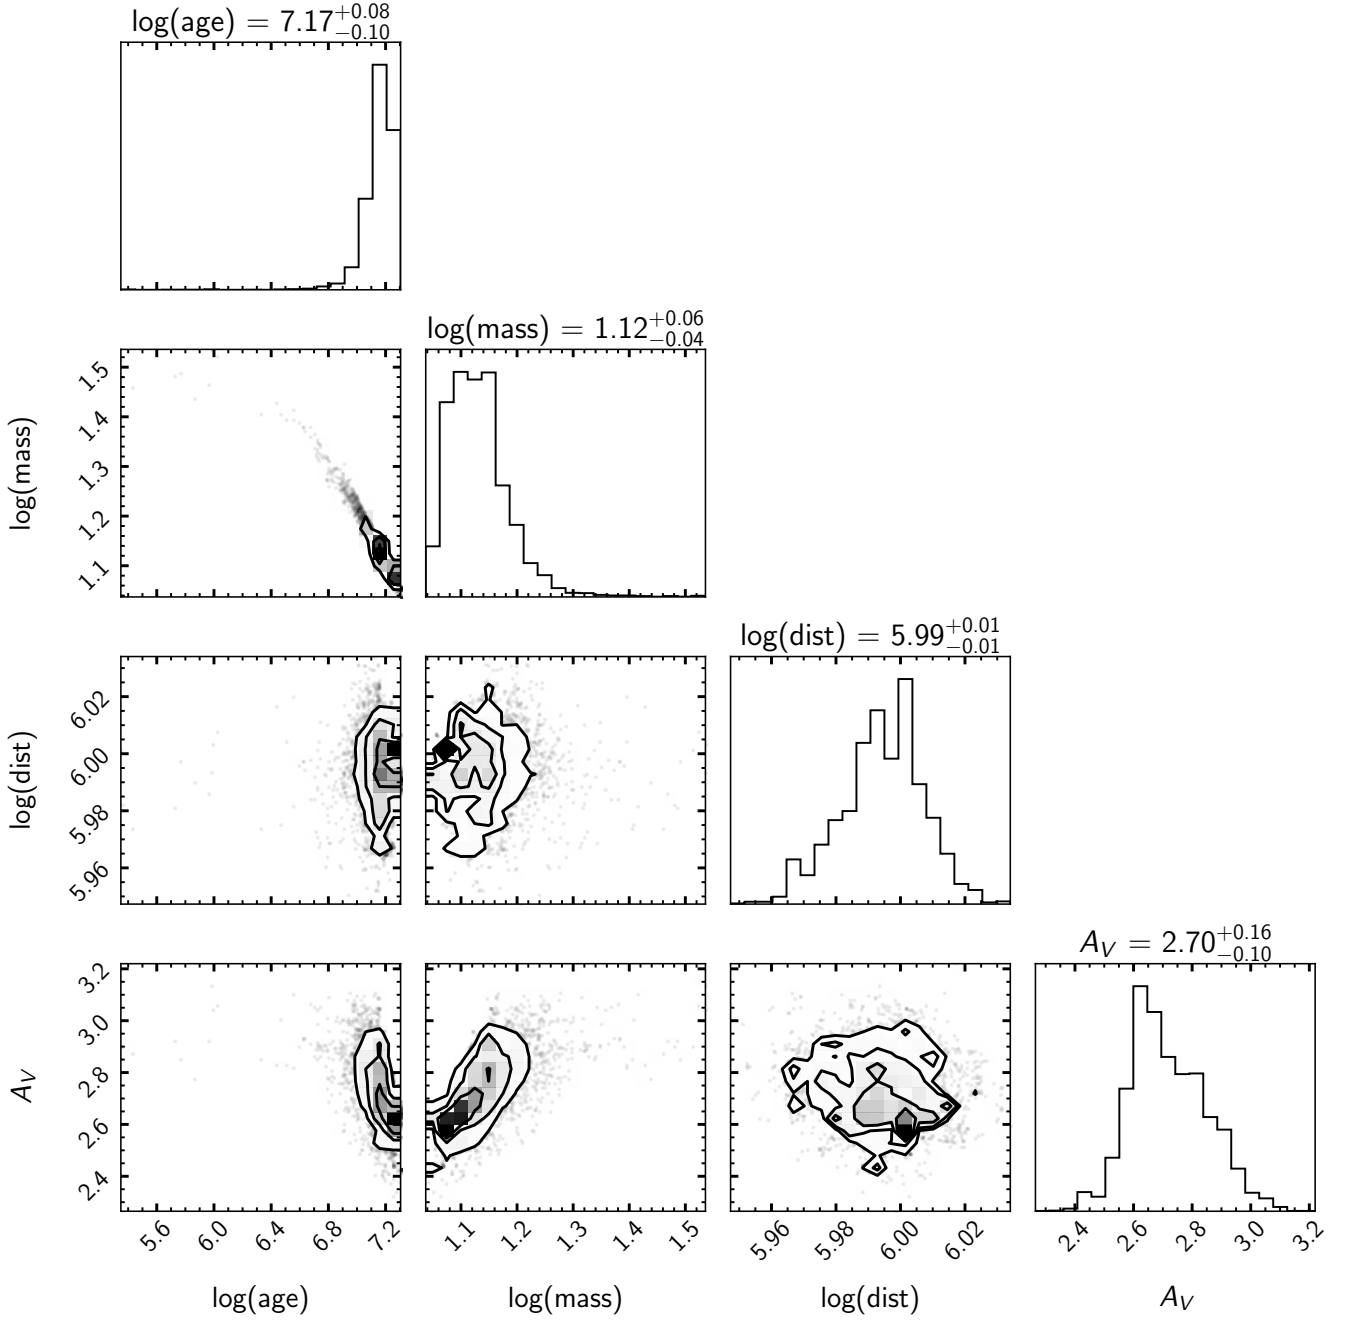 log(age) = 7.17+0.08−0.10
log(mass) = 1.12+0.06−0.04
1.5
1.4
1.3
1.2
1.1
log(mass)
log(dist) = 5.99+0.01−0.01
6.02
6.00
5.98
5.96
log(dist)
AV = 2.70+0.16−0.10
3.2
3.0
2.8
2.6
2.4
AV
5.6 6.0 6.4 6.8 7.2
1.1 1.2 1.3 1.4 1.5
5.96 5.98 6.00 6.02
2.4 2.6 2.8 3.0 3.2
log(age) log(mass) log(dist) AV